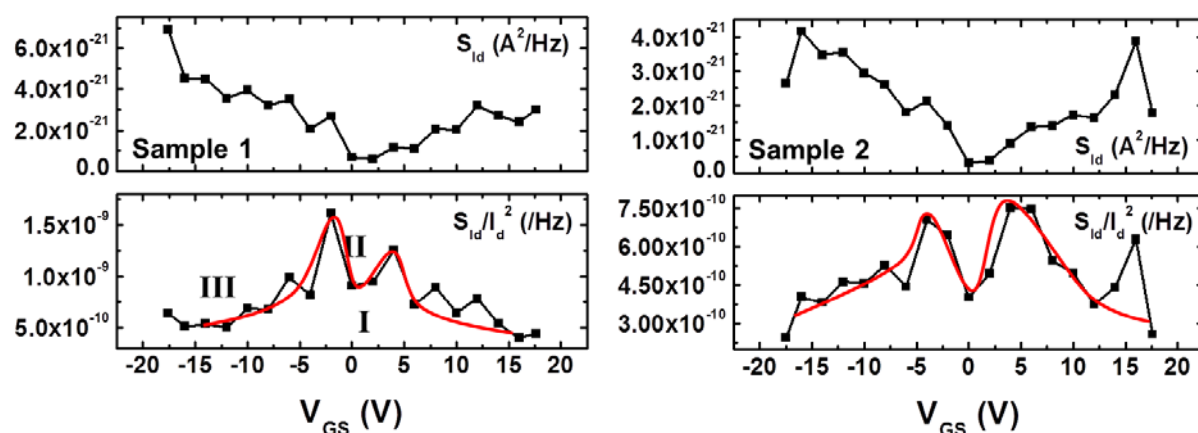 6.0x10⁻²¹
4.0x10⁻²¹
2.0x10⁻²¹
0.0
S_Id (A²/Hz)
Sample 1
1.5x10⁻⁹
1.0x10⁻⁹
5.0x10⁻¹⁰
S_Id/I_d² (/Hz)
III
II
I
-20 -15 -10 -5 0 5 10 15 20
V_GS (V)
4.0x10⁻²¹
3.0x10⁻²¹
2.0x10⁻²¹
1.0x10⁻²¹
0.0
Sample 2
S_Id (A²/Hz)
7.50x10⁻¹⁰
6.00x10⁻¹⁰
4.50x10⁻¹⁰
3.00x10⁻¹⁰
S_Id/I_d² (/Hz)
-20 -15 -10 -5 0 5 10 15 20
V_GS (V)